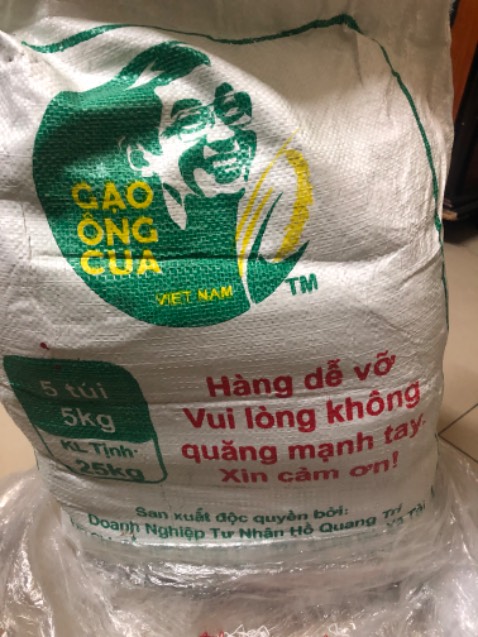 GẠO
ÔNG
CUA
VIET NAM
TM
5 túi
5kg
KL Tịnh:
25kg
Hàng dễ vỡ
Vui lòng không
quăng mạnh tay.
Xin cảm ơn!
Sản xuất độc quyền bởi:
Doanh Nghiệp Tư Nhân Hồ Quang Trí